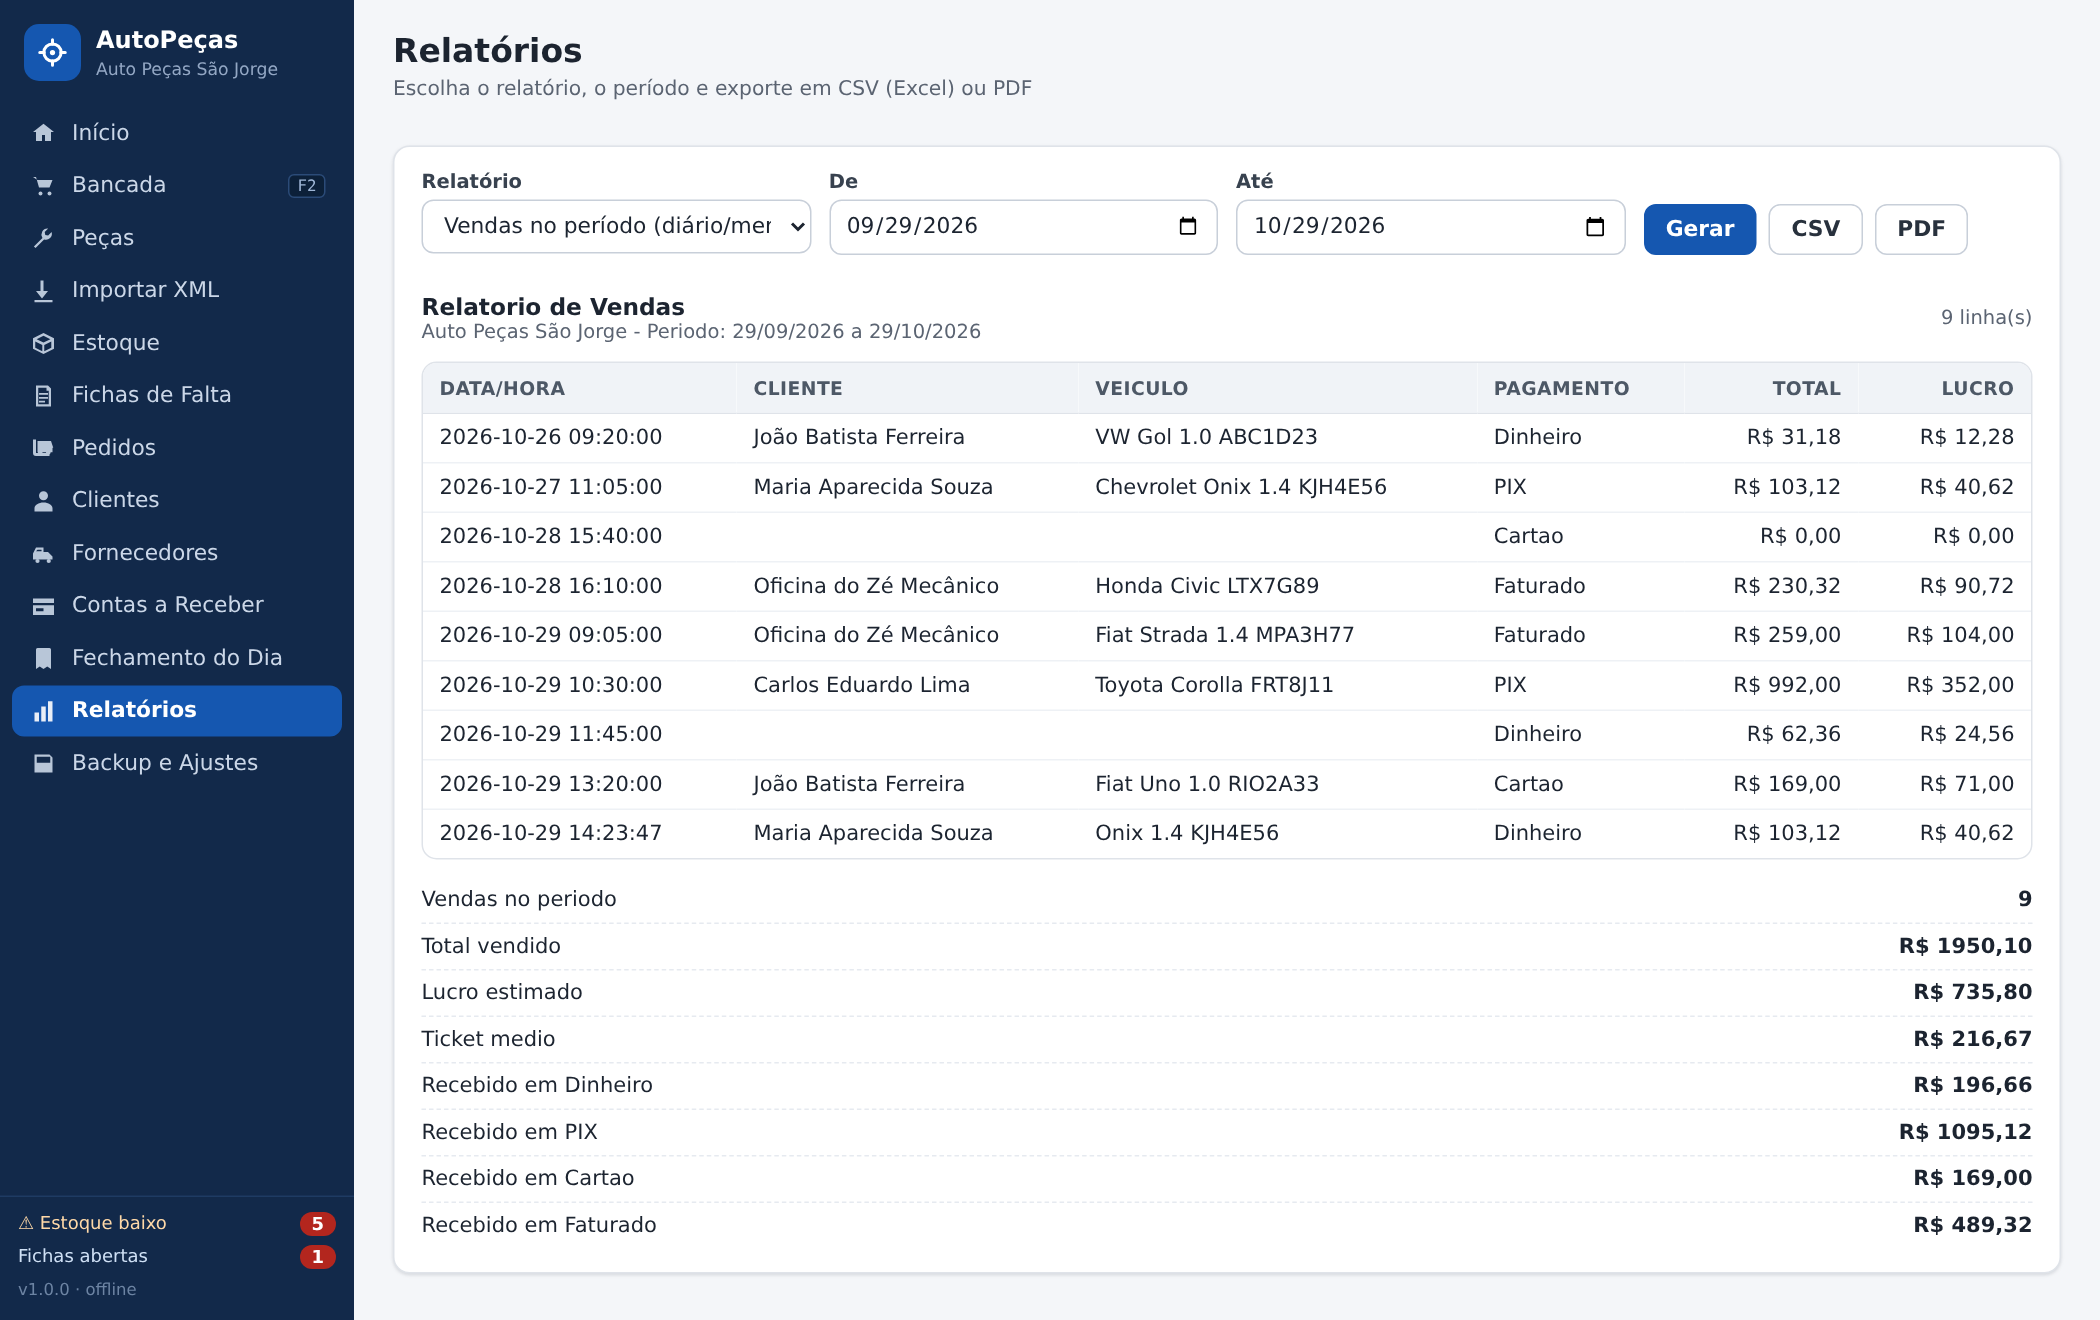 AutoPeças
Auto Peças São Jorge
Início
Bancada F2
Peças
Importar XML
Estoque
Fichas de Falta
Pedidos
Clientes
Fornecedores
Contas a Receber
Fechamento do Dia
Relatórios
Backup e Ajustes
⚠ Estoque baixo 5
Fichas abertas 1
v1.0.0 · offline
Relatórios
Escolha o relatório, o período e exporte em CSV (Excel) ou PDF
Relatório De Até
Vendas no período (diário/mer 09/29/2026 10/29/2026 Gerar CSV PDF
Relatorio de Vendas
Auto Peças São Jorge - Periodo: 29/09/2026 a 29/10/2026
9 linha(s)
DATA/HORA CLIENTE VEICULO PAGAMENTO TOTAL LUCRO
2026-10-26 09:20:00 João Batista Ferreira VW Gol 1.0 ABC1D23 Dinheiro R$ 31,18 R$ 12,28
2026-10-27 11:05:00 Maria Aparecida Souza Chevrolet Onix 1.4 KJH4E56 PIX R$ 103,12 R$ 40,62
2026-10-28 15:40:00 Cartao R$ 0,00 R$ 0,00
2026-10-28 16:10:00 Oficina do Zé Mecânico Honda Civic LTX7G89 Faturado R$ 230,32 R$ 90,72
2026-10-29 09:05:00 Oficina do Zé Mecânico Fiat Strada 1.4 MPA3H77 Faturado R$ 259,00 R$ 104,00
2026-10-29 10:30:00 Carlos Eduardo Lima Toyota Corolla FRT8J11 PIX R$ 992,00 R$ 352,00
2026-10-29 11:45:00 Dinheiro R$ 62,36 R$ 24,56
2026-10-29 13:20:00 João Batista Ferreira Fiat Uno 1.0 RIO2A33 Cartao R$ 169,00 R$ 71,00
2026-10-29 14:23:47 Maria Aparecida Souza Onix 1.4 KJH4E56 Dinheiro R$ 103,12 R$ 40,62
Vendas no periodo 9
Total vendido R$ 1950,10
Lucro estimado R$ 735,80
Ticket medio R$ 216,67
Recebido em Dinheiro R$ 196,66
Recebido em PIX R$ 1095,12
Recebido em Cartao R$ 169,00
Recebido em Faturado R$ 489,32